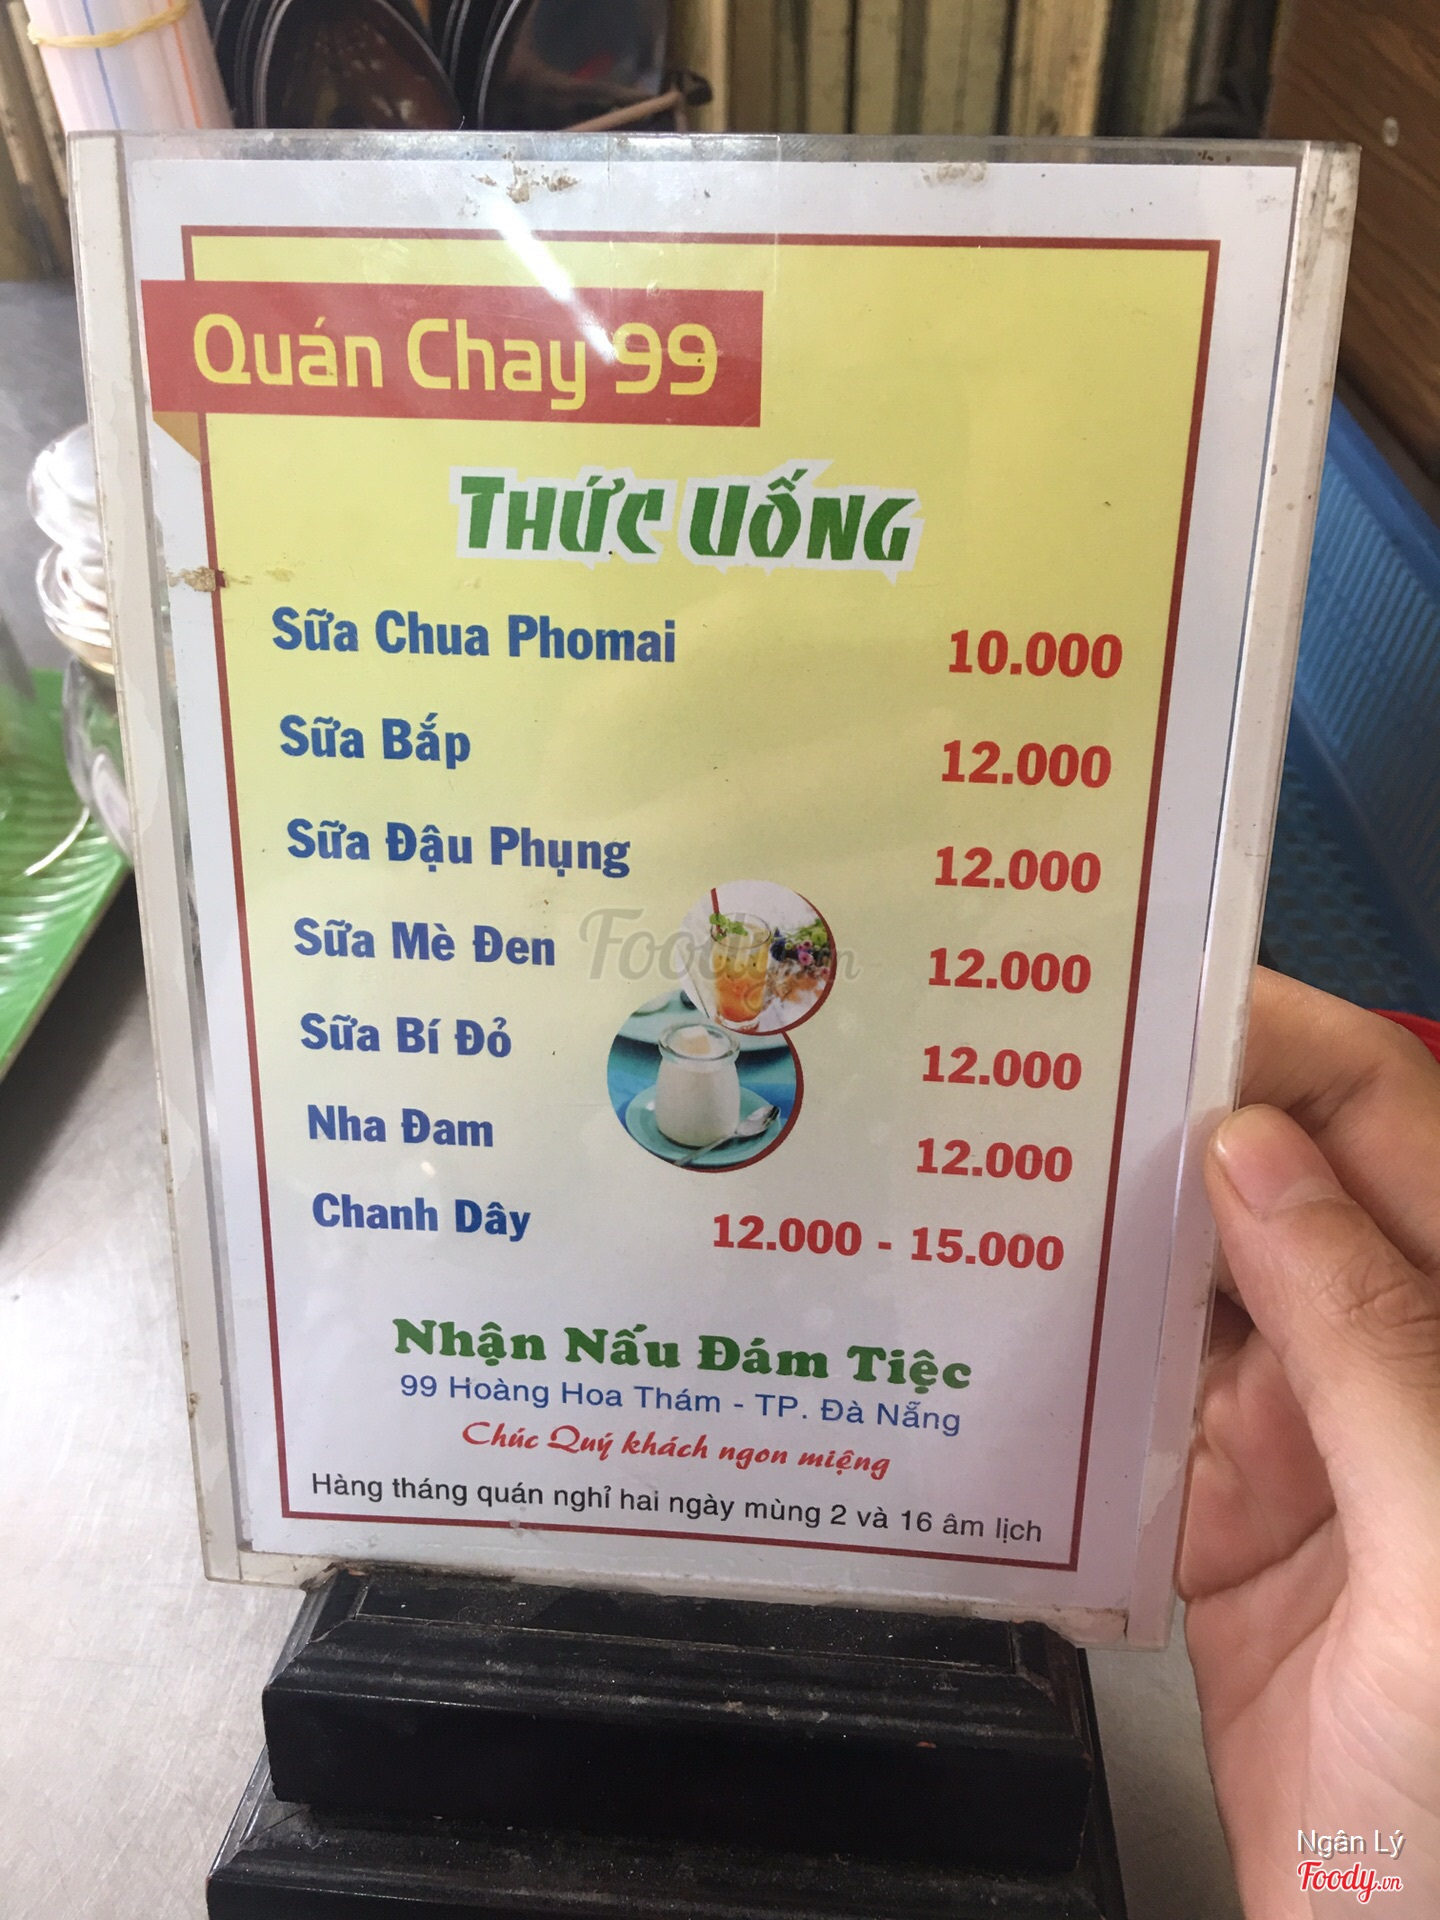 Quán Chay 99
THỨC UỐNG
Sữa Chua Phomai 10.000
Sữa Bắp 12.000
Sữa Đậu Phụng 12.000
Sữa Mè Đen 12.000
Sữa Bí Đỏ 12.000
Nha Đam 12.000
Chanh Dây 12.000 - 15.000
Foody.vn
Nhận Nấu Đám Tiệc
99 Hoàng Hoa Thám - TP. Đà Nẵng
Chúc Quý khách ngon miệng
Hàng tháng quán nghỉ hai ngày mùng 2 và 16 âm lịch
Ngân Lý
Foody.vn